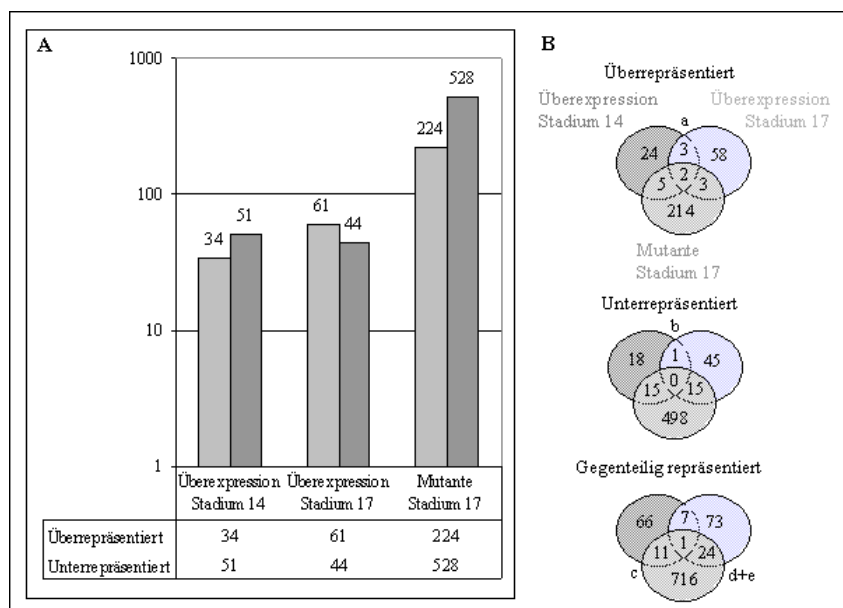 A
1000
100
10
1
34
51
61
44
224
528
Überexpression Stadium 14
Überexpression Stadium 17
Mutante Stadium 17
Überrepräsentiert 34 61 224
Unterrepräsentiert 51 44 528
B
Überrepräsentiert
Überexpression Stadium 14
Überexpression Stadium 17
a
24 3 58
5 2 3
214
Mutante
Stadium 17
Unterrepräsentiert
b
18 1 45
15 0 15
498
Gegenteilig repräsentiert
66 7 73
11 1 24
c 716 d+e